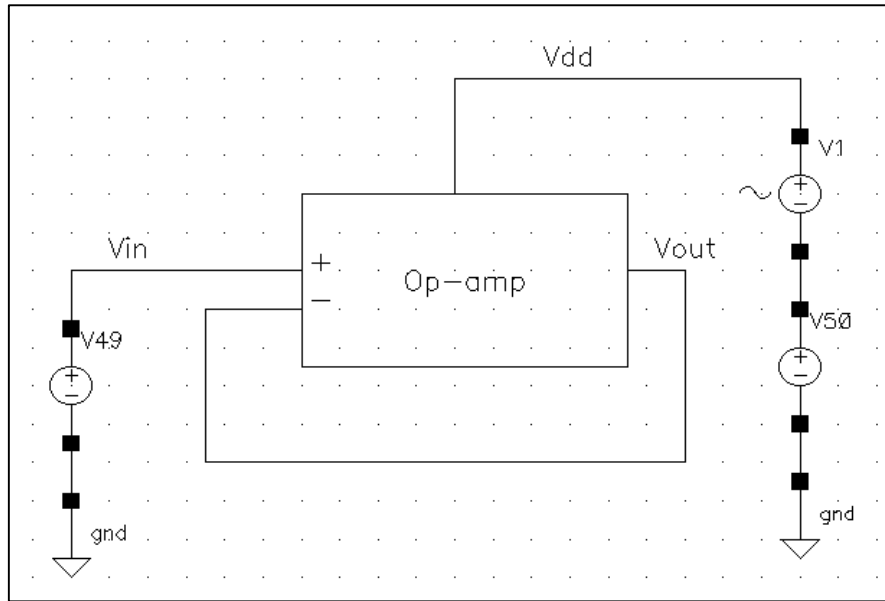 Vdd
V1
Vin
+
−
Op-amp
Vout
V49
+
−
V50
+
−
+
−
gnd
gnd